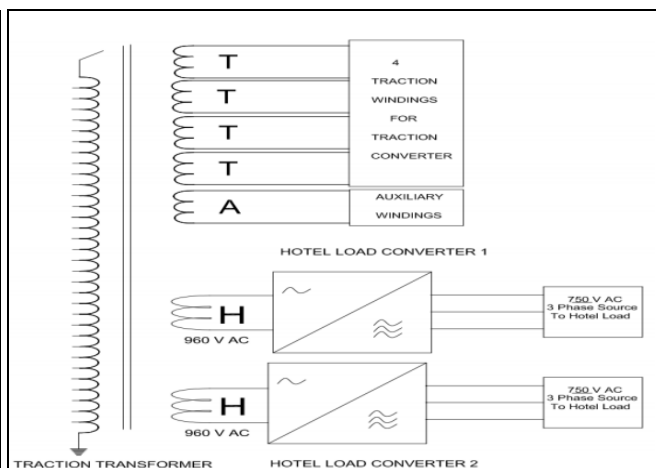 T
T
T
T
4
TRACTION
WINDINGS
FOR
TRACTION
CONVERTER
A
AUXILIARY
WINDINGS
HOTEL LOAD CONVERTER 1
H
960 V AC
750 V AC
3 Phase Source
To Hotel Load
H
960 V AC
750 V AC
3 Phase Source
To Hotel Load
TRACTION TRANSFORMER
HOTEL LOAD CONVERTER 2